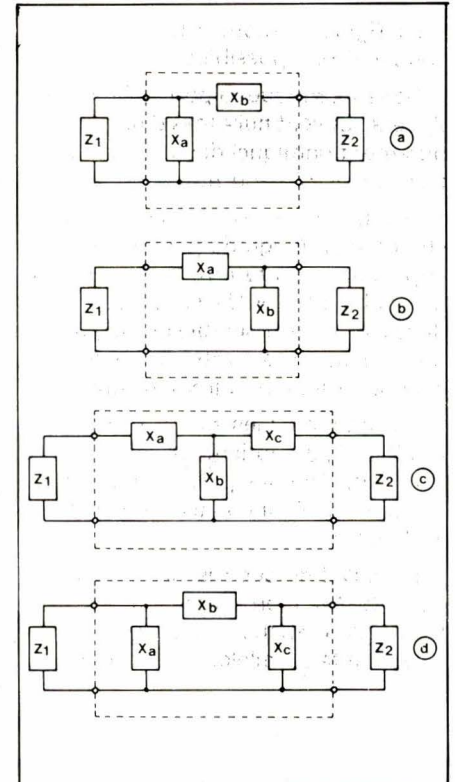 Xb
Z1 Xa Z2 a
Xa
Z1 Xb Z2 b
Xa Xc
Z1 Xb Z2 c
Xb
Z1 Xa Xc Z2 d